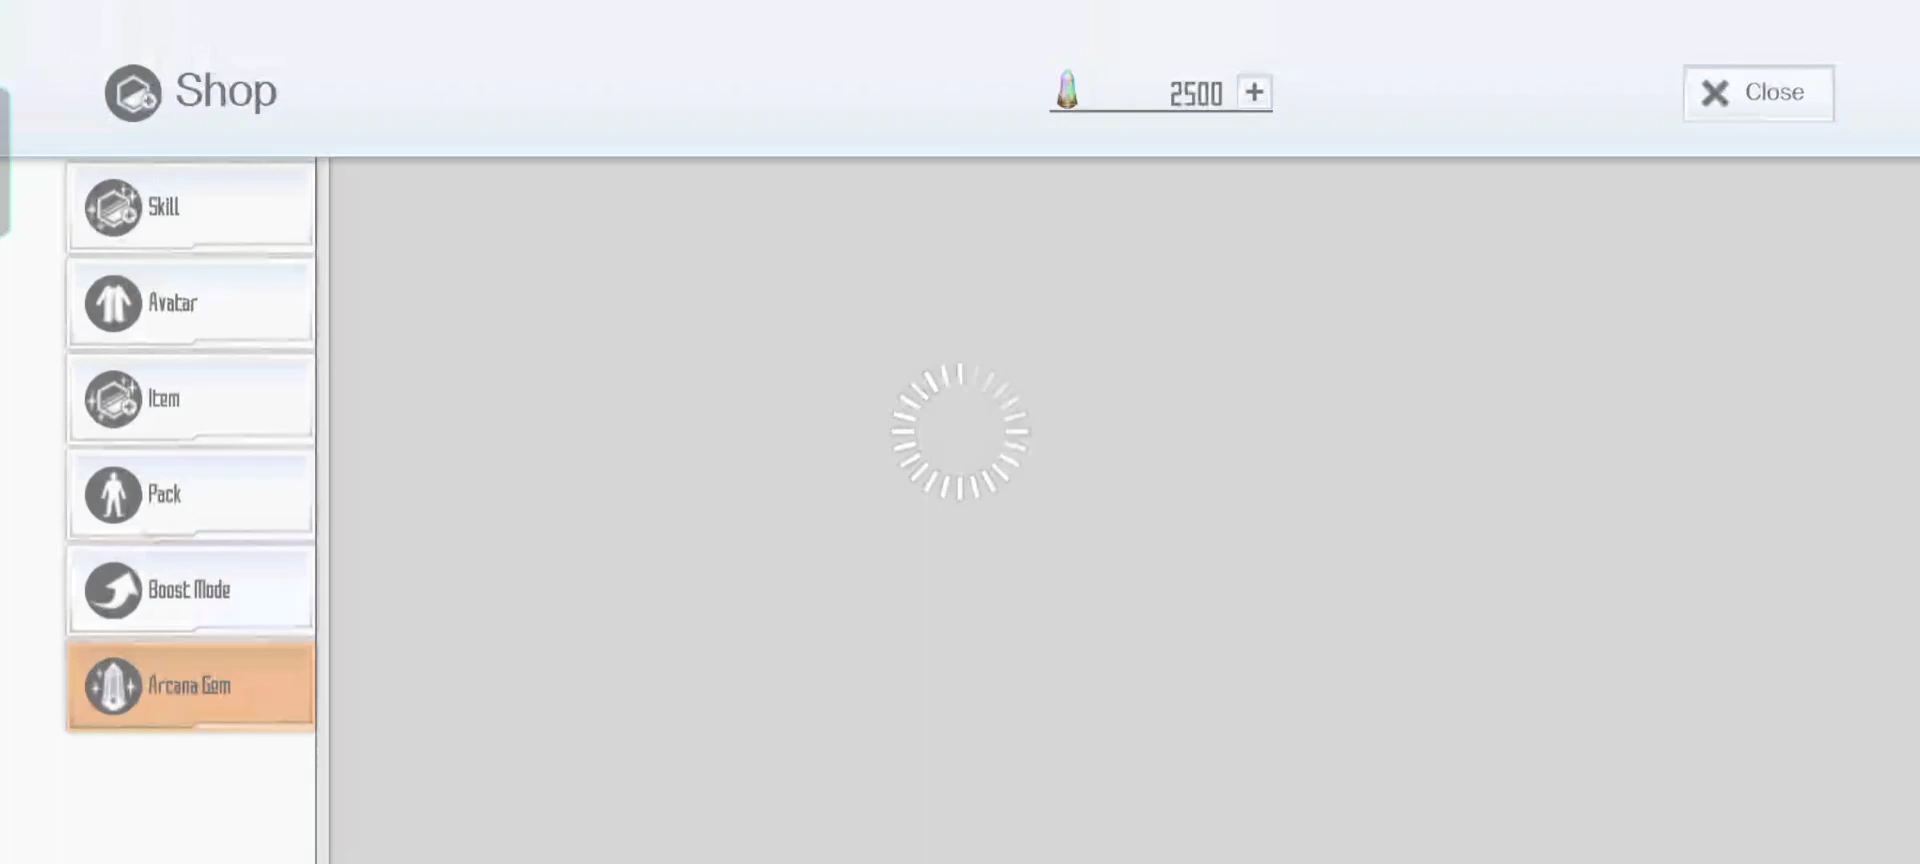 Shop
2500
Close
Skill
Avatar
Item
Pack
Boost Mode
Arcana Gem